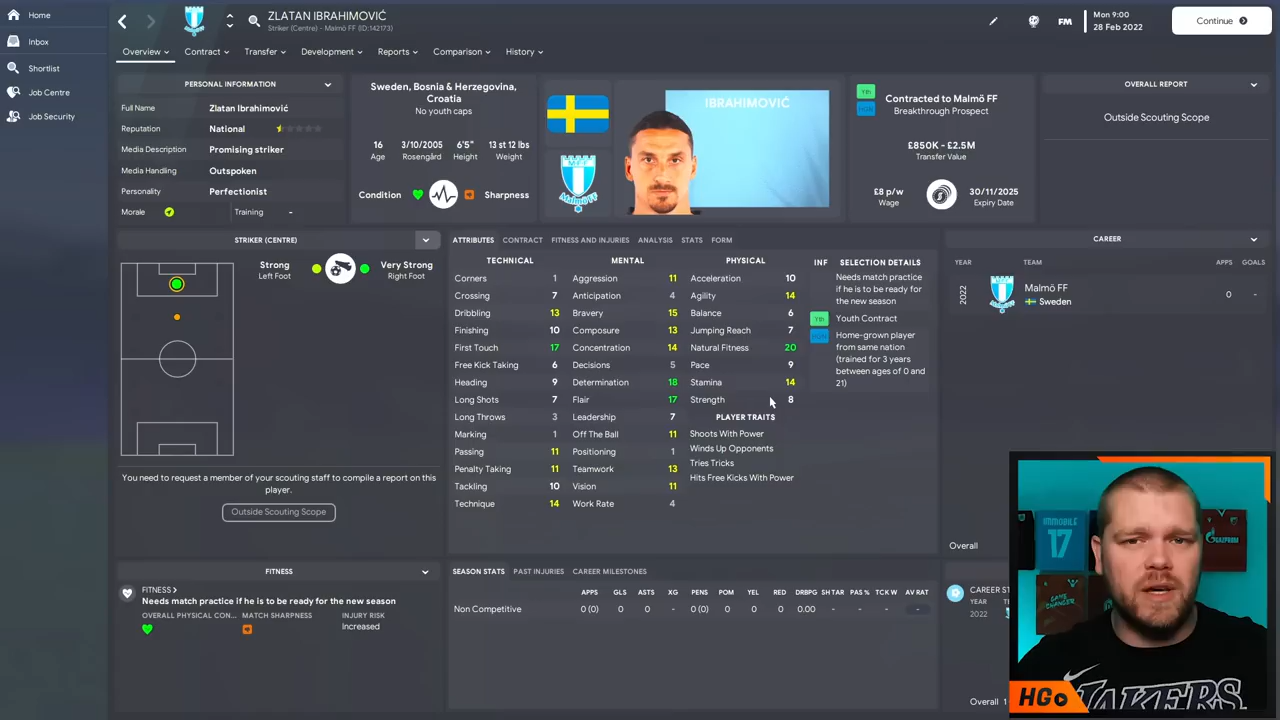 Home
Inbox
Shortlist
Job Centre
Job Security
ZLATAN IBRAHIMOVIĆ
Striker (Centre) - Malmö FF (ID:142173)
FM
Mon 9:00
28 Feb 2022
Continue
Overview
Contract
Transfer
Development
Reports
Comparison
History
PERSONAL INFORMATION
Full Name Zlatan Ibrahimović
Reputation National
Media Description Promising striker
Media Handling Outspoken
Personality Perfectionist
Morale Training -
Sweden, Bosnia & Herzegovina,
Croatia
No youth caps
16 3/10/2005 6'5" 13 st 12 lbs
Age Rosengård Height Weight
Condition Sharpness
IBRAHIMOVIĆ
Yth
HGN
Contracted to Malmö FF
Breakthrough Prospect
£850K - £2.5M
Transfer Value
£8 p/w 30/11/2025
Wage Expiry Date
OVERALL REPORT
Outside Scouting Scope
STRIKER (CENTRE)
Strong Very Strong
Left Foot Right Foot
You need to request a member of your scouting staff to compile a report on this
player.
Outside Scouting Scope
ATTRIBUTES CONTRACT FITNESS AND INJURIES ANALYSIS STATS FORM
TECHNICAL
Corners 1
Crossing 7
Dribbling 13
Finishing 10
First Touch 17
Free Kick Taking 6
Heading 9
Long Shots 7
Long Throws 3
Marking 1
Passing 11
Penalty Taking 11
Tackling 10
Technique 14
MENTAL
Aggression 11
Anticipation 4
Bravery 15
Composure 13
Concentration 14
Decisions 5
Determination 18
Flair 17
Leadership 7
Off The Ball 11
Positioning 1
Teamwork 13
Vision 11
Work Rate 4
PHYSICAL
Acceleration 10
Agility 14
Balance 6
Jumping Reach 7
Natural Fitness 20
Pace 9
Stamina 14
Strength 8
PLAYER TRAITS
Shoots With Power
Winds Up Opponents
Tries Tricks
Hits Free Kicks With Power
INF SELECTION DETAILS
Needs match practice
if he is to be ready for
the new season
Yth Youth Contract
HGN Home-grown player
from same nation
(trained for 3 years
between ages of 0 and
21)
CAREER
YEAR TEAM APPS GOALS
2022 Malmö FF 0 -
Sweden
Overall
FITNESS
FITNESS
Needs match practice if he is to be ready for the new season
OVERALL PHYSICAL CON... MATCH SHARPNESS INJURY RISK
Increased
SEASON STATS PAST INJURIES CAREER MILESTONES
APPS GLS ASTS XG PENS POM YEL RED DRBPG SH TAR PAS % TCK W AV RAT
Non Competitive 0 (0) 0 0 - 0 (0) 0 0 0 0.00 - - - -
CAREER S
YEAR
2022
Overall 1
IMMOBILE
17
GAME
CHANGER
LAKERS
HGo